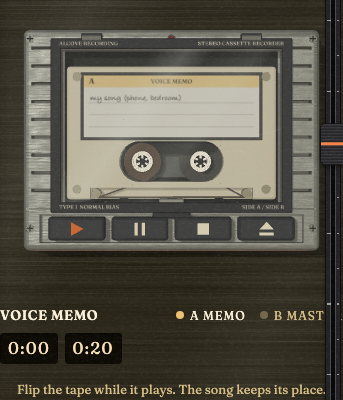 ALCOVE RECORDING
STEREO CASSETTE RECORDER
A
VOICE MEMO
my song (phone, bedroom)
TYPE I NORMAL BIAS
SIDE A / SIDE B
VOICE MEMO
A MEMO
B MAST
0:00
0:20
Flip the tape while it plays. The song keeps its place.